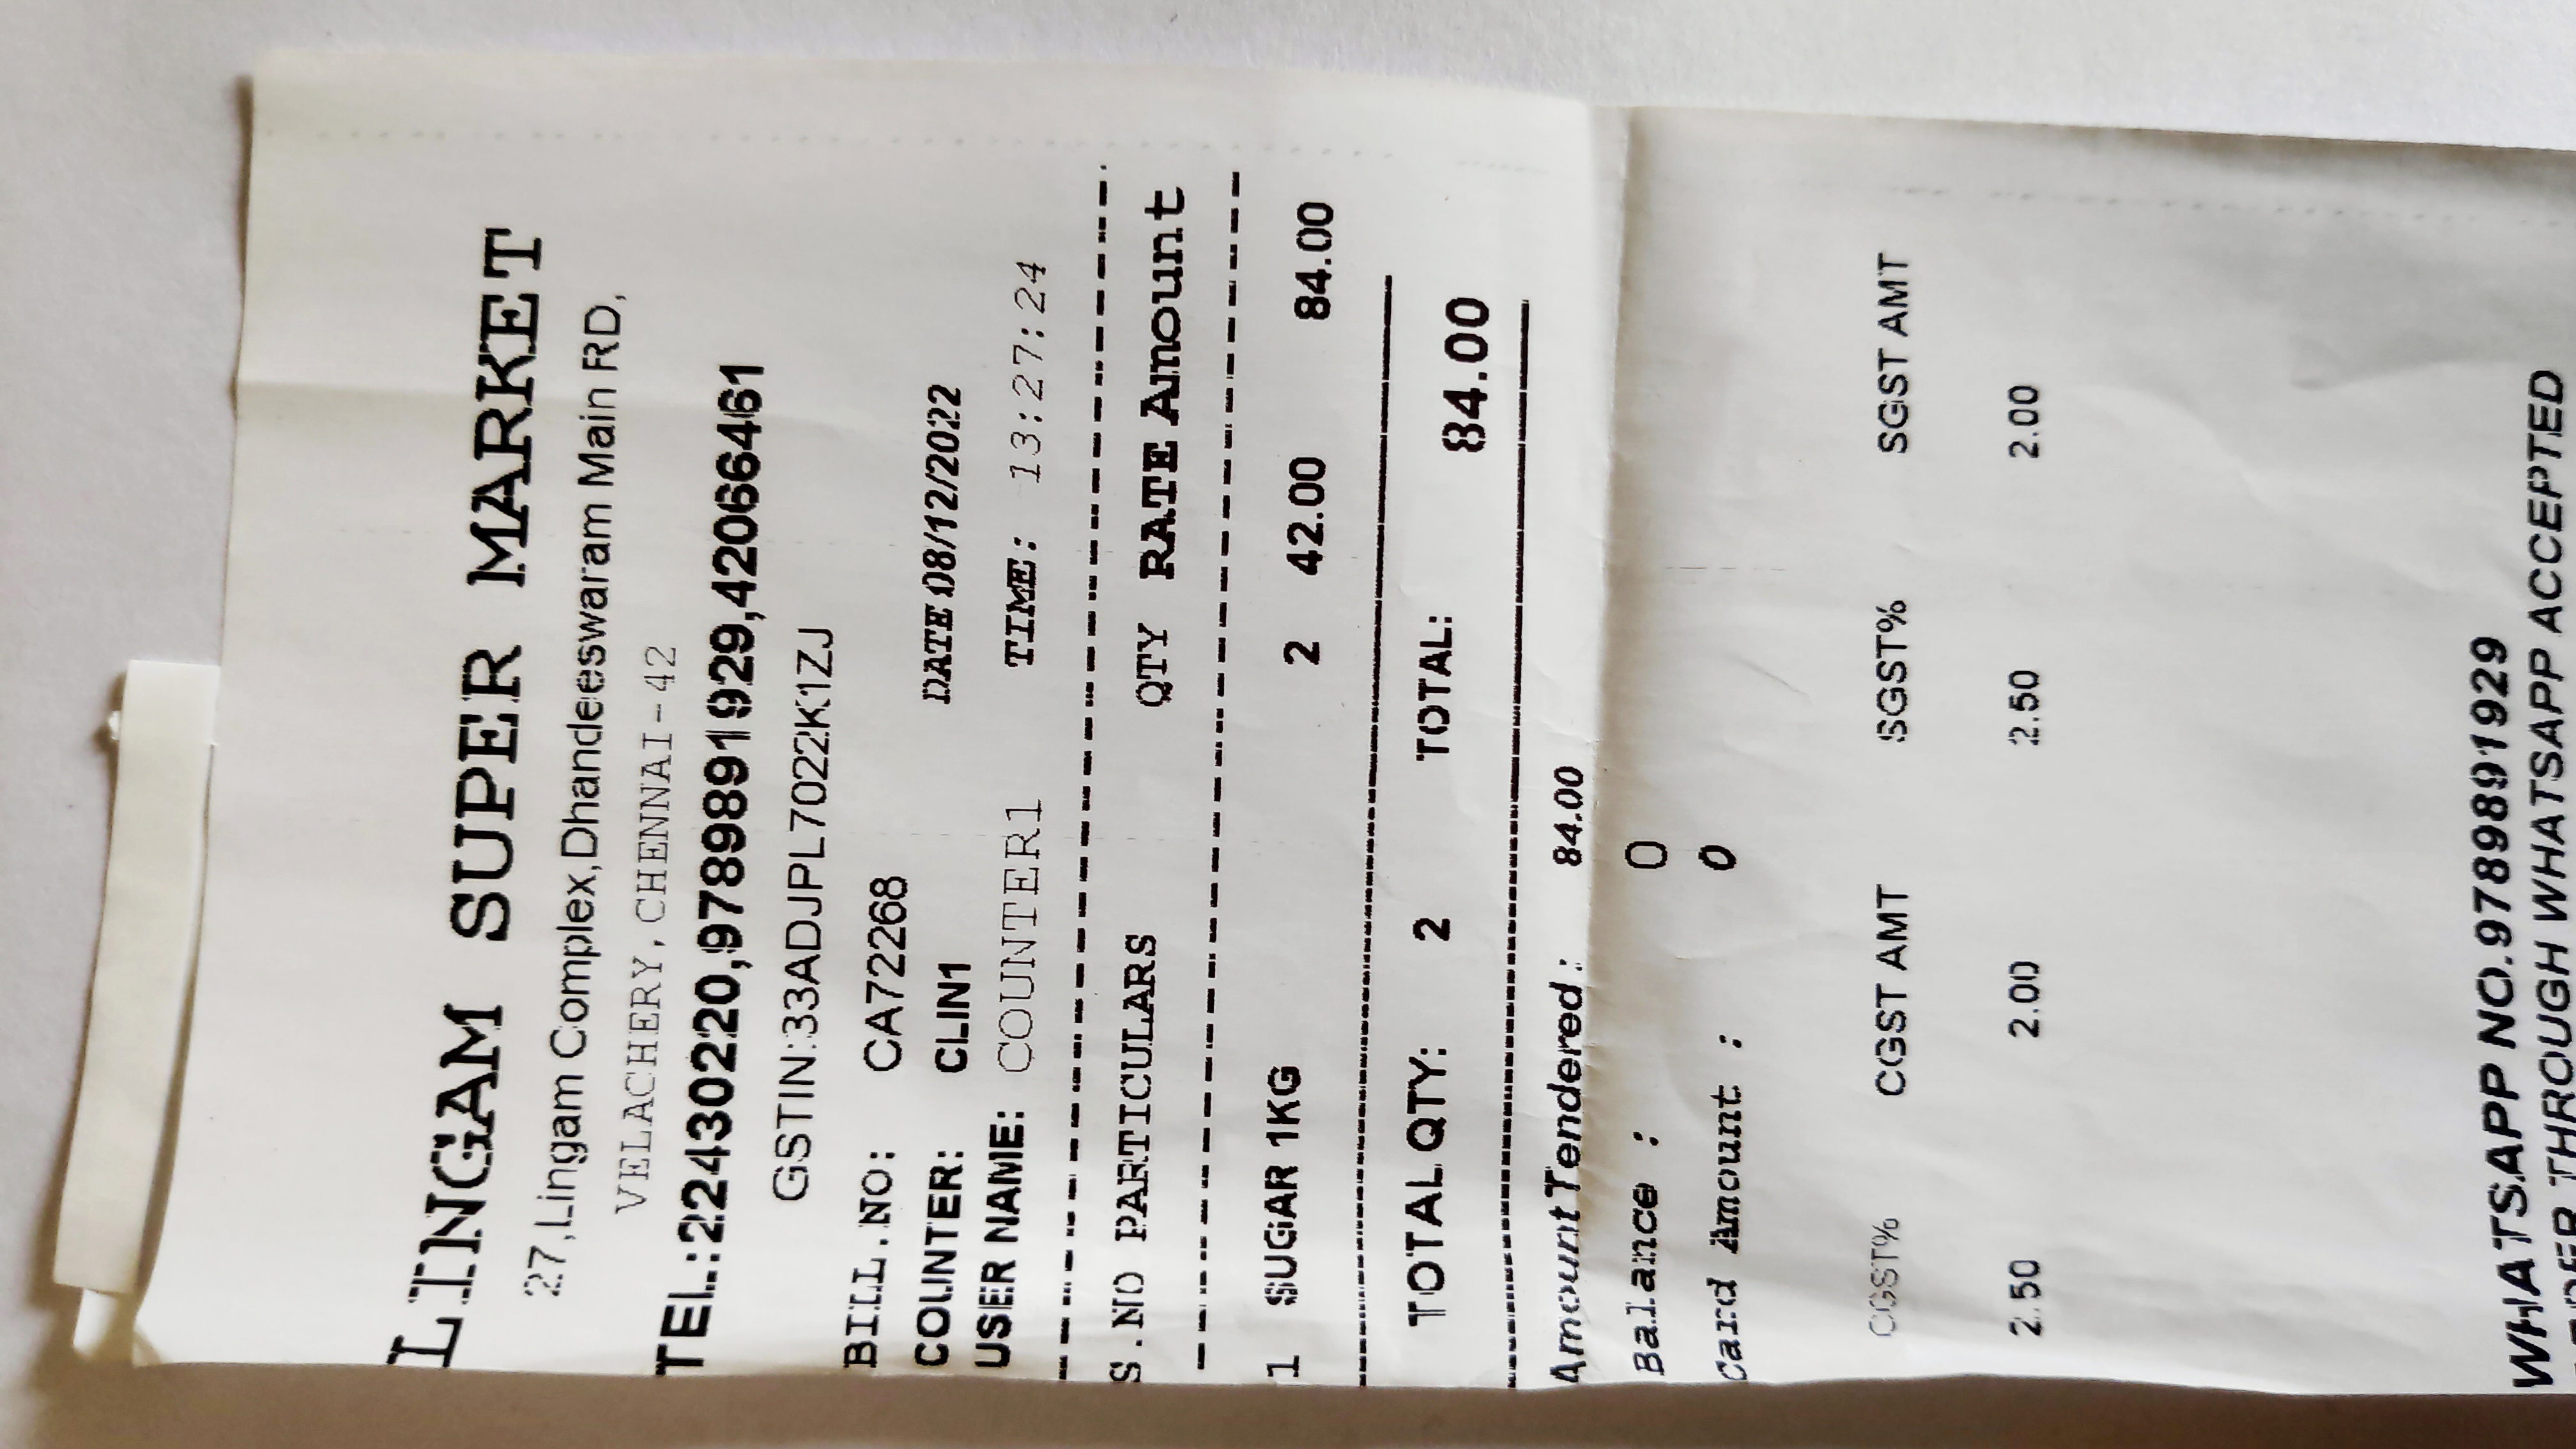 LINGAM SUPER MARKET
27,Lingam Complex,Dhandeeswaram Main RD,
VELACHERY,CHENNAI-42
TEL:22430220,9789891929,42066461
GSTIN:33ADJPL7022K1ZJ
BILL.NO: CA72268
COUNTER: CLIN1 DATE:08/12/2022
USER NAME: COUNTER1 TIME: 13:27:24
S.NO PARTICULARS QTY RATE Amount
1 SUGAR 1KG 2 42.00 84.00
TOTAL QTY: 2 TOTAL: 84.00
Amount Tendered : 84.00
Balance : 0
Card Amount : 0
CGST% CGST AMT SGST% SGST AMT
2.50 2.00 2.50 2.00
WHATSAPP NO.9789891929
THROUGH WHATSAPP ACCEPTED